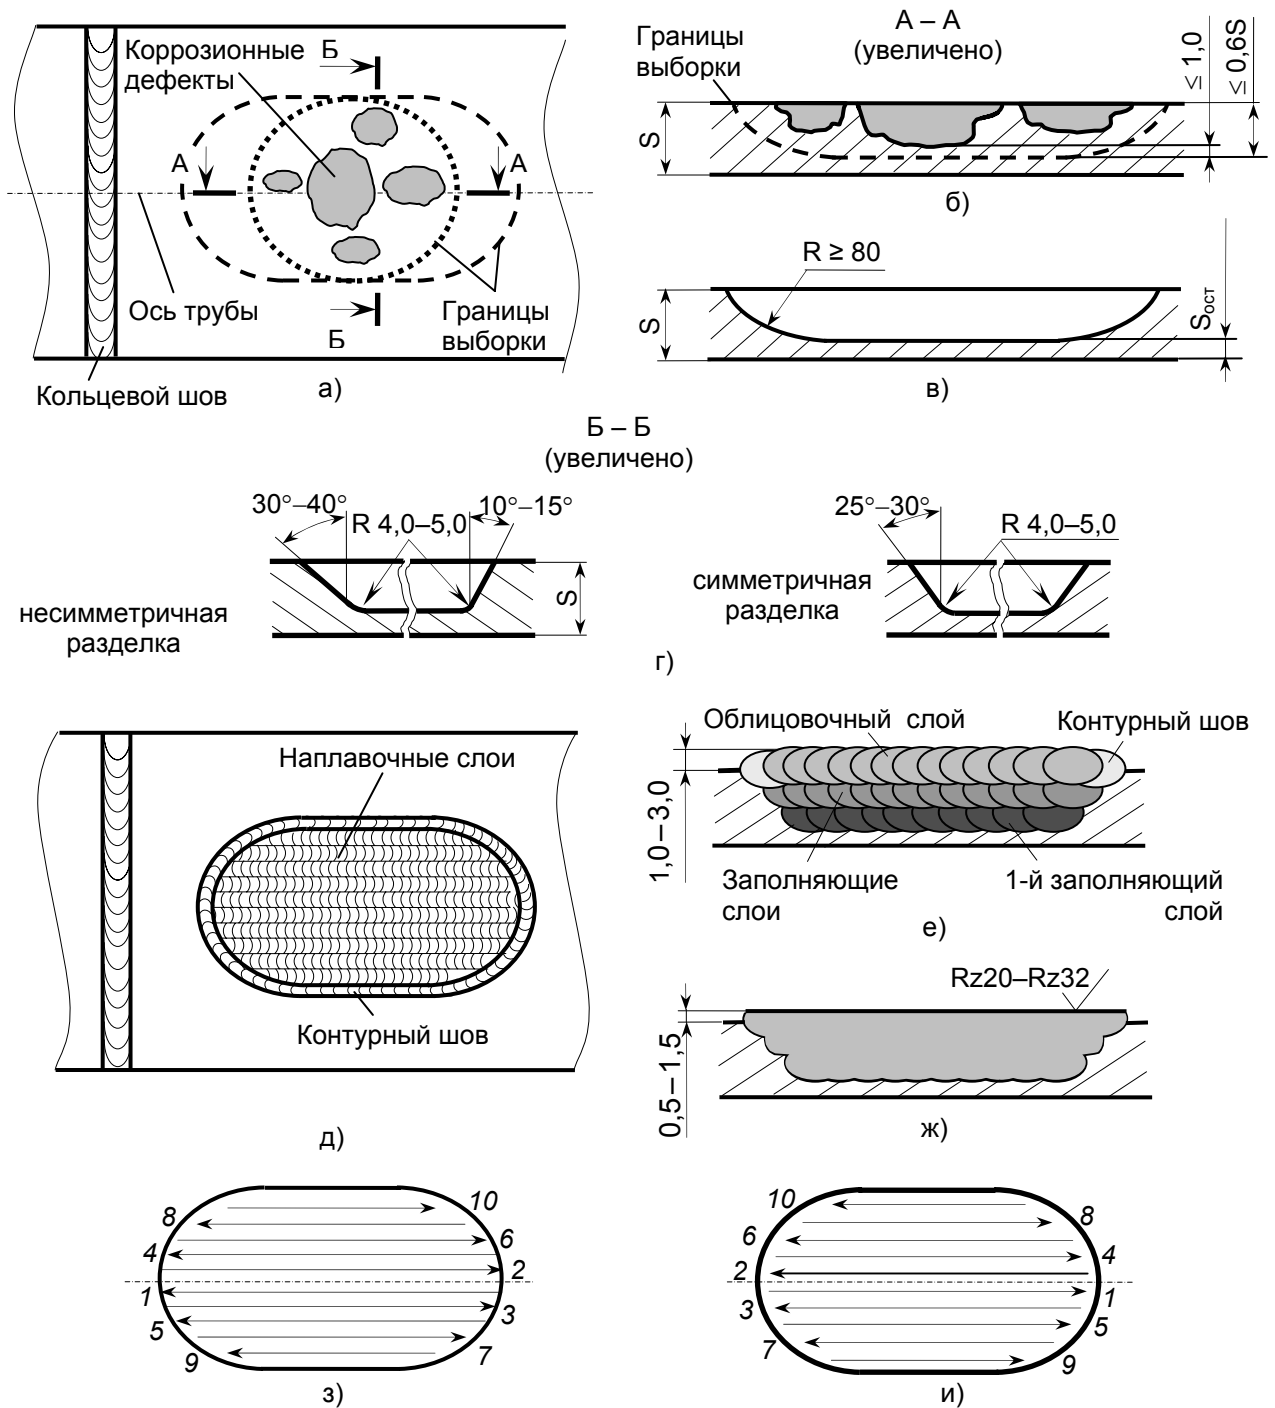 Коррозионные
дефекты
Б
А
А
Ось трубы
Б
Границы
выборки
Кольцевой шов
а)
А – А
(увеличено)
Границы
выборки
≤ 1,0
≤ 0,6S
S
б)
R ≥ 80
S
Sост
в)
Б – Б
(увеличено)
30°–40°
R 4,0–5,0
10°–15°
S
несимметричная
разделка
25°–30°
R 4,0–5,0
симметричная
разделка
г)
Наплавочные слои
Контурный шов
д)
Облицовочный слой
Контурный шов
1,0–3,0
Заполняющие
слои
1-й заполняющий
слой
е)
Rz20–Rz32
0,5–1,5
ж)
10
8
6
4
2
1
3
5
7
9
з)
10
8
6
4
2
1
3
5
7
9
и)